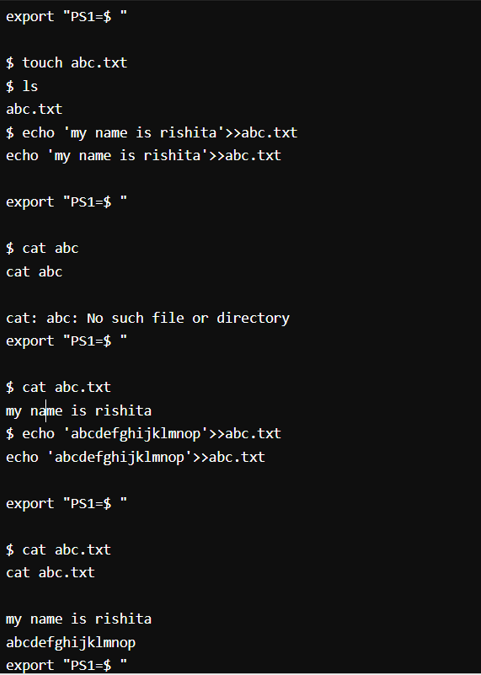 export "PS1=$ "
$ touch abc.txt
$ ls
abc.txt
$ echo 'my name is rishita'>>abc.txt
echo 'my name is rishita'>>abc.txt
export "PS1=$ "
$ cat abc
cat abc
cat: abc: No such file or directory
export "PS1=$ "
$ cat abc.txt
my name is rishita
$ echo 'abcdefghijklmnop'>>abc.txt
echo 'abcdefghijklmnop'>>abc.txt
export "PS1=$ "
$ cat abc.txt
cat abc.txt
my name is rishita
abcdefghijklmnop
export "PS1=$ "